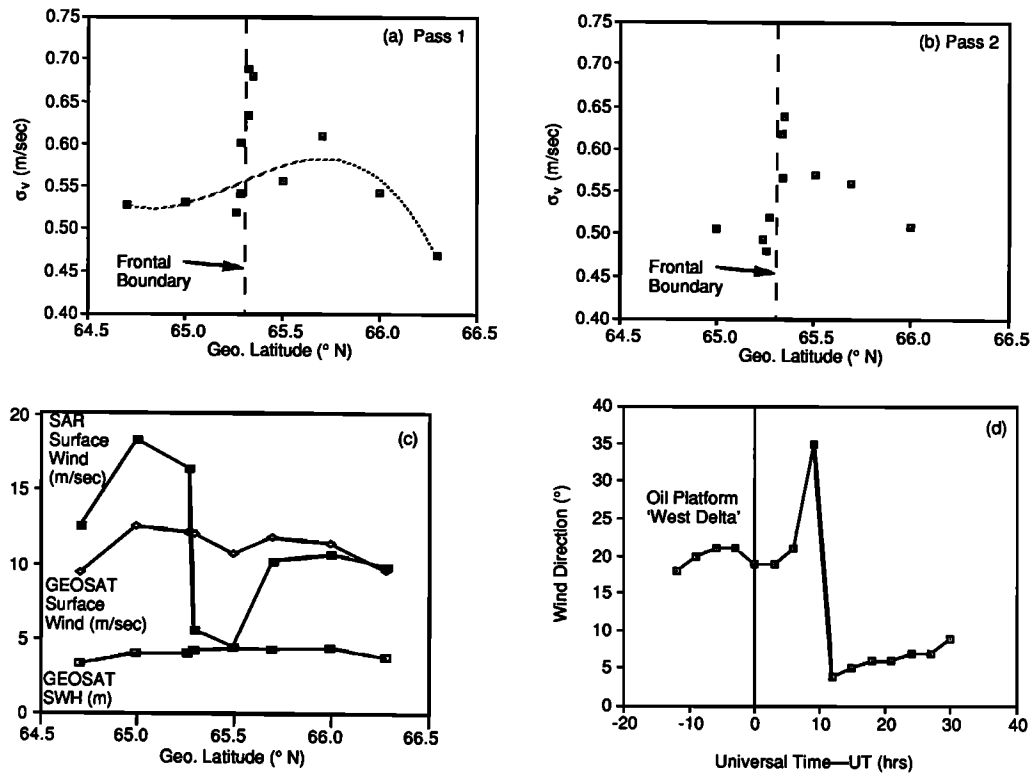 (a) Pass 1
0.75
0.70
0.65
0.60
0.55
0.50
0.45
0.40
σv (m/sec)
Frontal
Boundary
64.5 65.0 65.5 66.0 66.5
Geo. Latitude (° N)
(b) Pass 2
0.75
0.70
0.65
0.60
0.55
0.50
0.45
0.40
σv (m/sec)
Frontal
Boundary
64.5 65.0 65.5 66.0 66.5
Geo. Latitude (° N)
(c)
20
15
10
5
0
SAR
Surface
Wind
(m/sec)
GEOSAT
Surface
Wind (m/sec)
GEOSAT
SWH (m)
64.5 65.0 65.5 66.0 66.5
Geo. Latitude (° N)
(d)
40
35
30
25
20
15
10
5
0
Wind Direction (°)
Oil Platform
'West Delta'
-20 -10 0 10 20 30 40
Universal Time—UT (hrs)